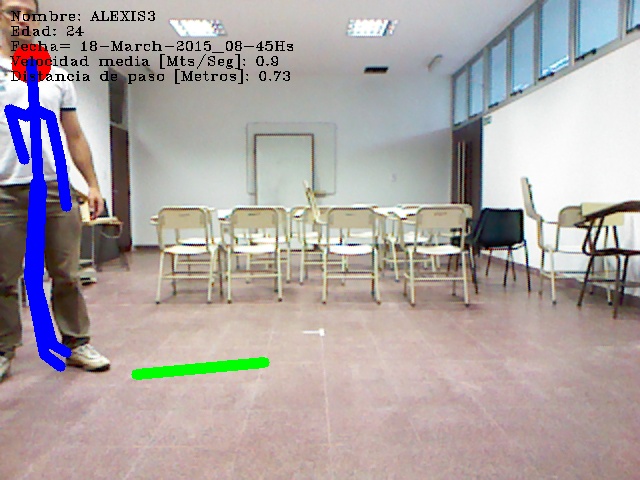 Nombre: ALEXIS3
Edad: 24
Fecha= 18-March-2015_08-45Hs
Velocidad media [Mts/Seg]: 0.9
Distancia de paso [Metros]: 0.73